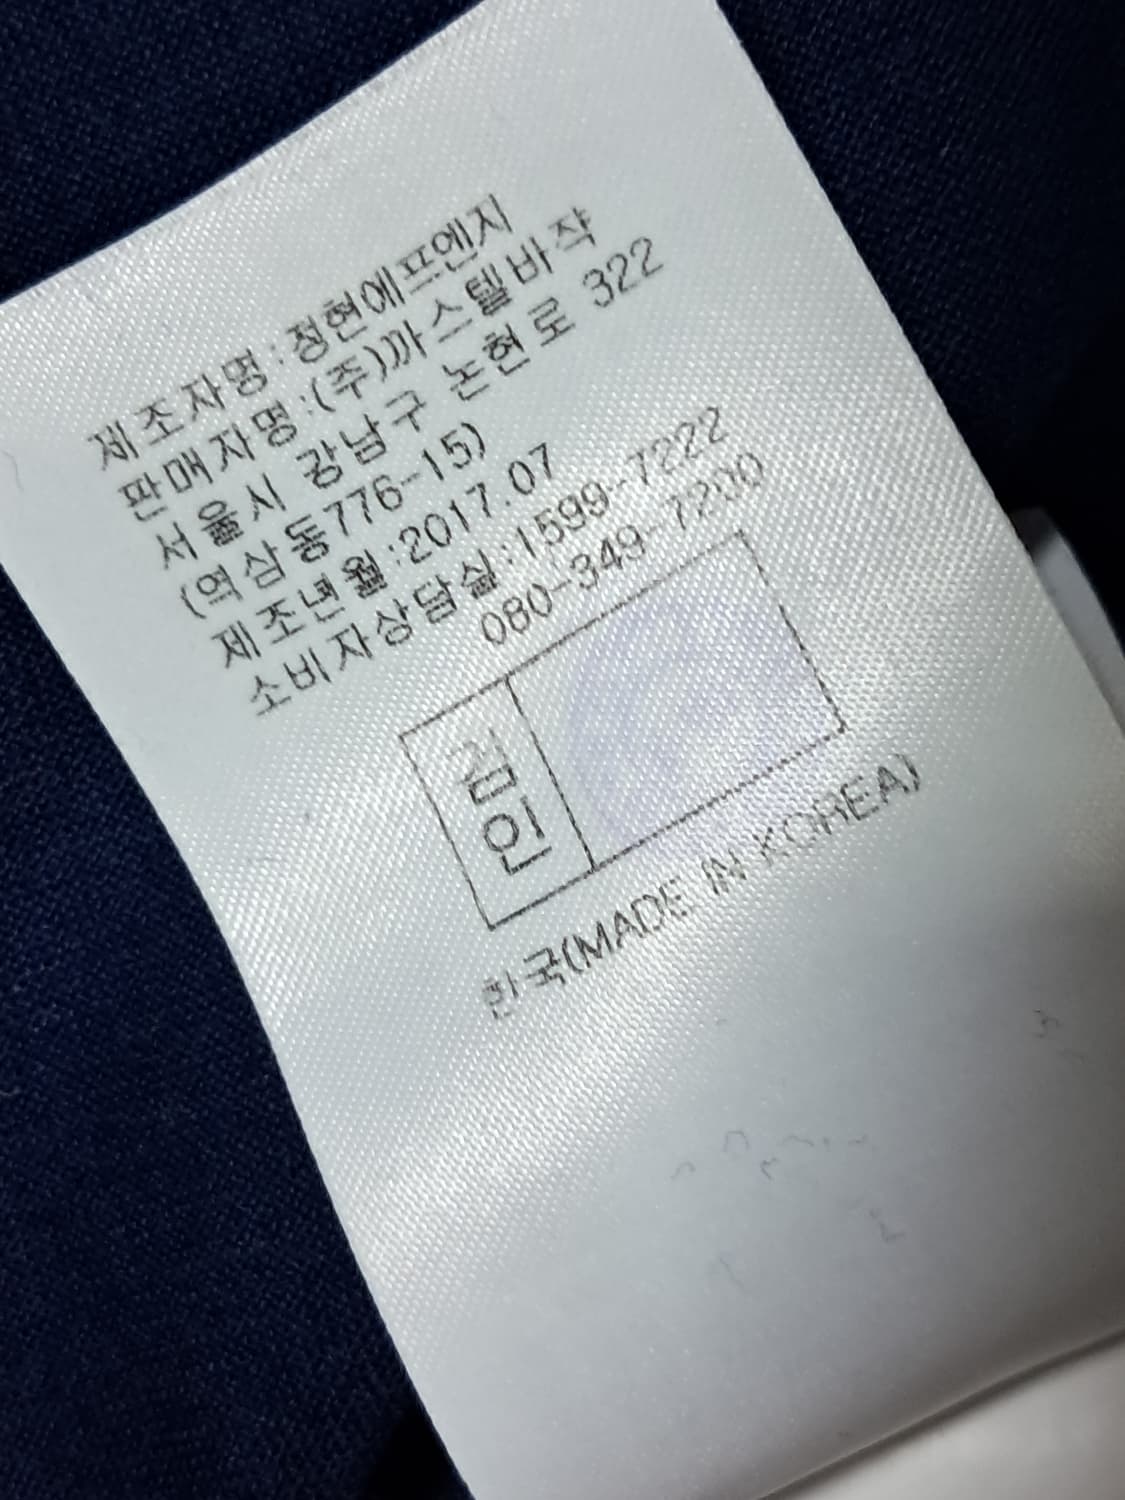 제조자명:정현에프엔지
판매자명:(주)까스텔바작
서울시 강남구 논현로 322
(역삼동776-15)
제조년월:2017.07
소비자상담실:1599-7222
080-349-7200
검인
한국(MADE IN KOREA)